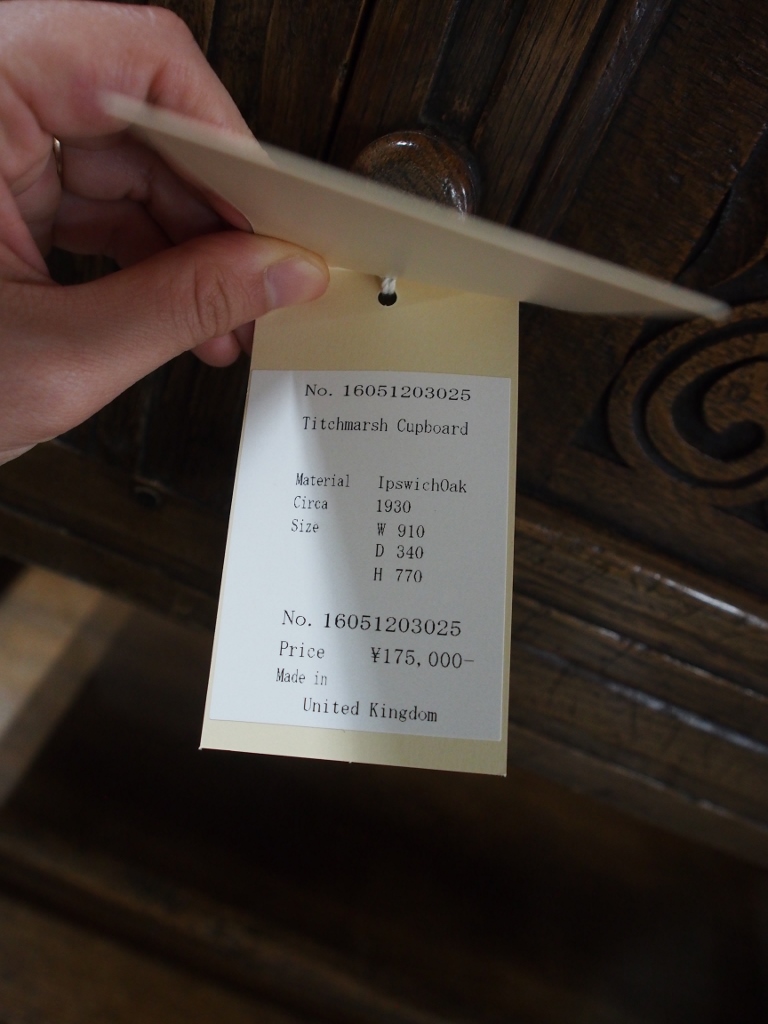 No. 16051203025
Titchmarsh Cupboard
Material IpswichOak
Circa 1930
Size W 910
D 340
H 770
No. 16051203025
Price ¥175,000-
Made in
United Kingdom